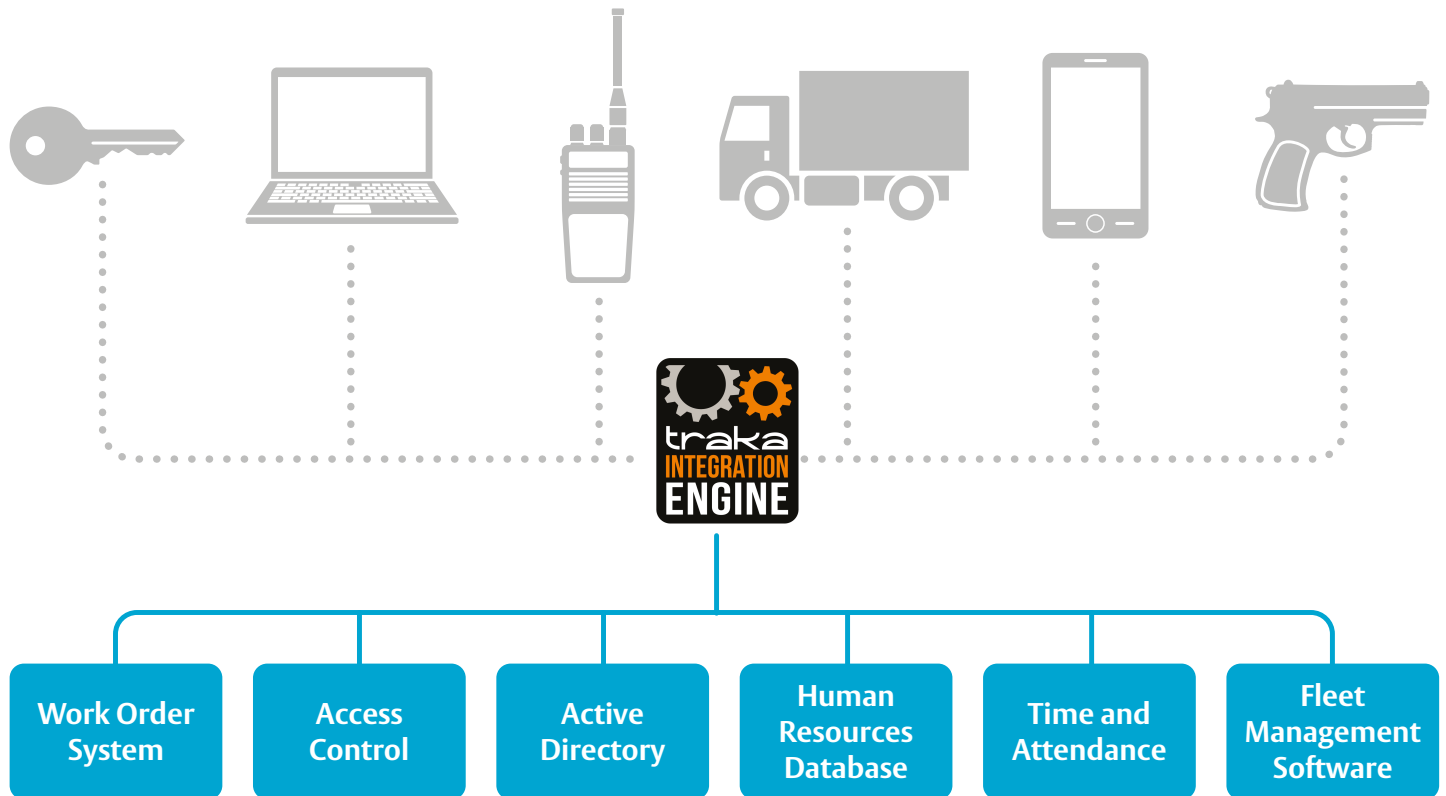 traka
INTEGRATION
ENGINE
Work Order
System
Access
Control
Active
Directory
Human
Resources
Database
Time and
Attendance
Fleet
Management
Software